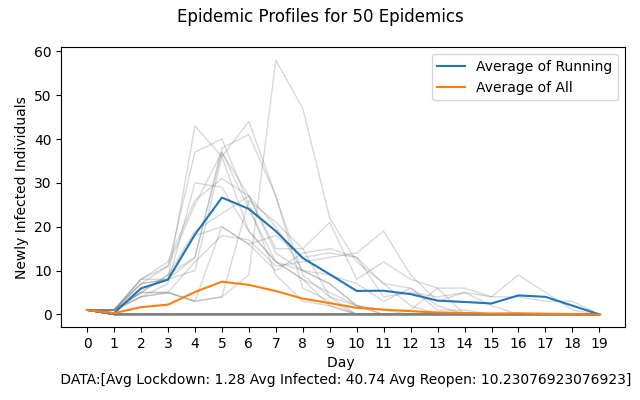 Epidemic Profiles for 50 Epidemics
Newly Infected Individuals
60
50
40
30
20
10
0
Average of Running
Average of All
0 1 2 3 4 5 6 7 8 9 10 11 12 13 14 15 16 17 18 19
Day
DATA:[Avg Lockdown: 1.28 Avg Infected: 40.74 Avg Reopen: 10.23076923076923]